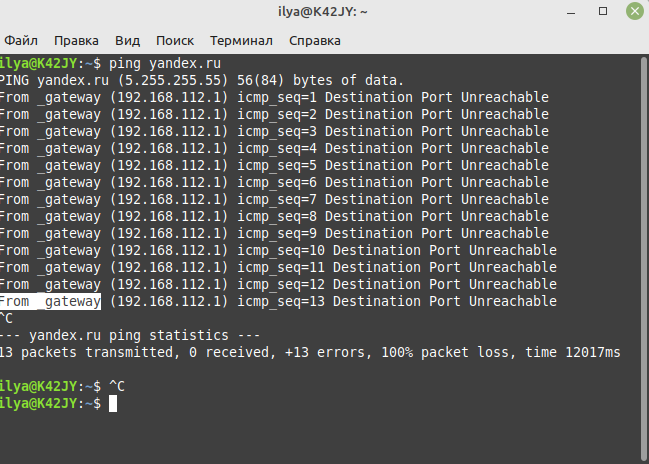 ilya@K42JY: ~
Файл Правка Вид Поиск Терминал Справка
ilya@K42JY:~$ ping yandex.ru
PING yandex.ru (5.255.255.55) 56(84) bytes of data.
From _gateway (192.168.112.1) icmp_seq=1 Destination Port Unreachable
From _gateway (192.168.112.1) icmp_seq=2 Destination Port Unreachable
From _gateway (192.168.112.1) icmp_seq=3 Destination Port Unreachable
From _gateway (192.168.112.1) icmp_seq=4 Destination Port Unreachable
From _gateway (192.168.112.1) icmp_seq=5 Destination Port Unreachable
From _gateway (192.168.112.1) icmp_seq=6 Destination Port Unreachable
From _gateway (192.168.112.1) icmp_seq=7 Destination Port Unreachable
From _gateway (192.168.112.1) icmp_seq=8 Destination Port Unreachable
From _gateway (192.168.112.1) icmp_seq=9 Destination Port Unreachable
From _gateway (192.168.112.1) icmp_seq=10 Destination Port Unreachable
From _gateway (192.168.112.1) icmp_seq=11 Destination Port Unreachable
From _gateway (192.168.112.1) icmp_seq=12 Destination Port Unreachable
From _gateway (192.168.112.1) icmp_seq=13 Destination Port Unreachable
^C
--- yandex.ru ping statistics ---
13 packets transmitted, 0 received, +13 errors, 100% packet loss, time 12017ms
ilya@K42JY:~$ ^C
ilya@K42JY:~$